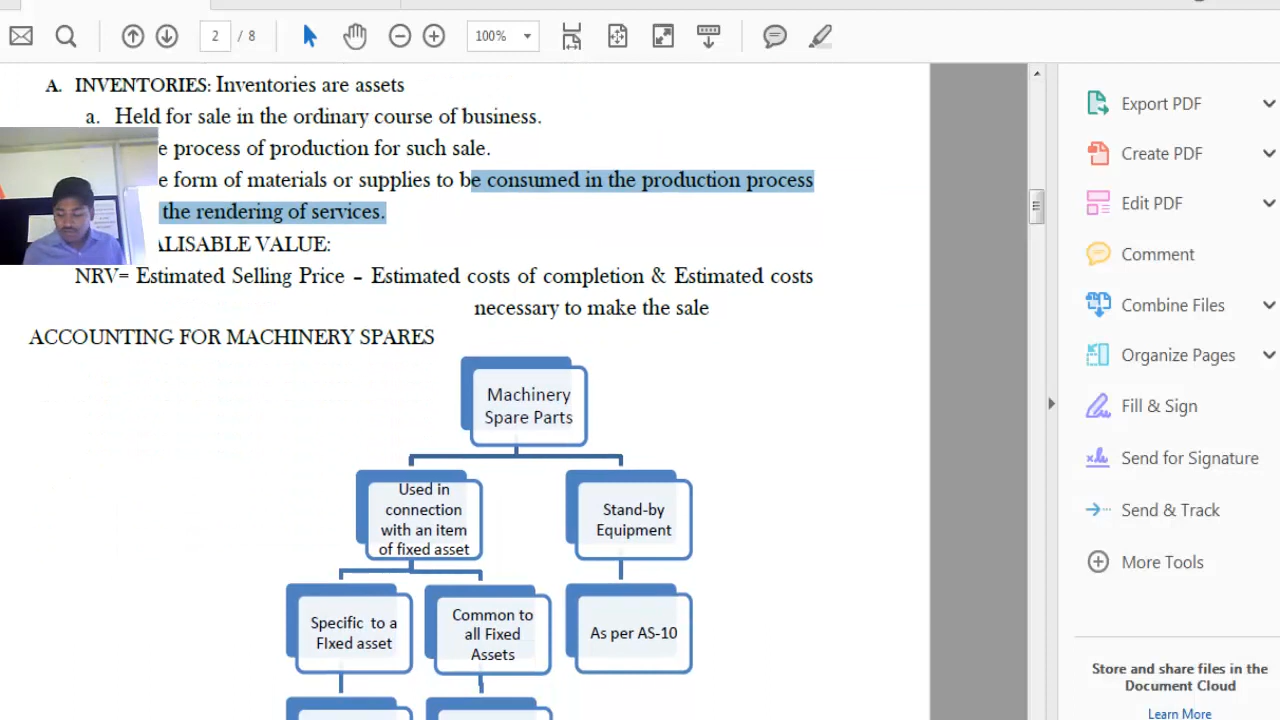 2 / 8
100%
A. INVENTORIES: Inventories are assets
a. Held for sale in the ordinary course of business.
e process of production for such sale.
e form of materials or supplies to be consumed in the production process
the rendering of services.
ALISABLE VALUE:
NRV= Estimated Selling Price – Estimated costs of completion & Estimated costs
necessary to make the sale
ACCOUNTING FOR MACHINERY SPARES
Machinery
Spare Parts
Used in
connection
with an item
of fixed asset
Stand-by
Equipment
Specific to a
FIxed asset
Common to
all Fixed
Assets
As per AS-10
Export PDF
Create PDF
Edit PDF
Comment
Combine Files
Organize Pages
Fill & Sign
Send for Signature
Send & Track
More Tools
Store and share files in the
Document Cloud
Learn More